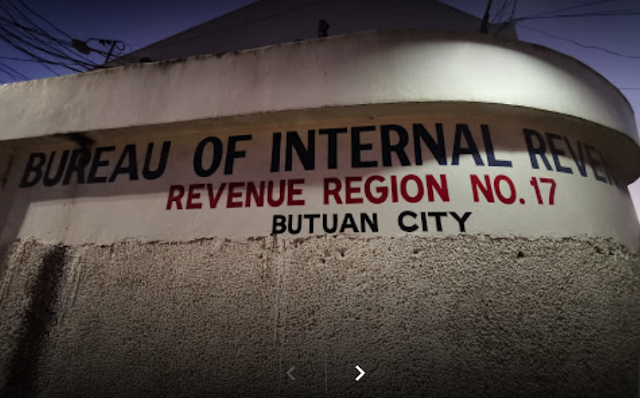 BUREAU OF INTERNAL REVEN
REVENUE REGION NO. 17
BUTUAN CITY